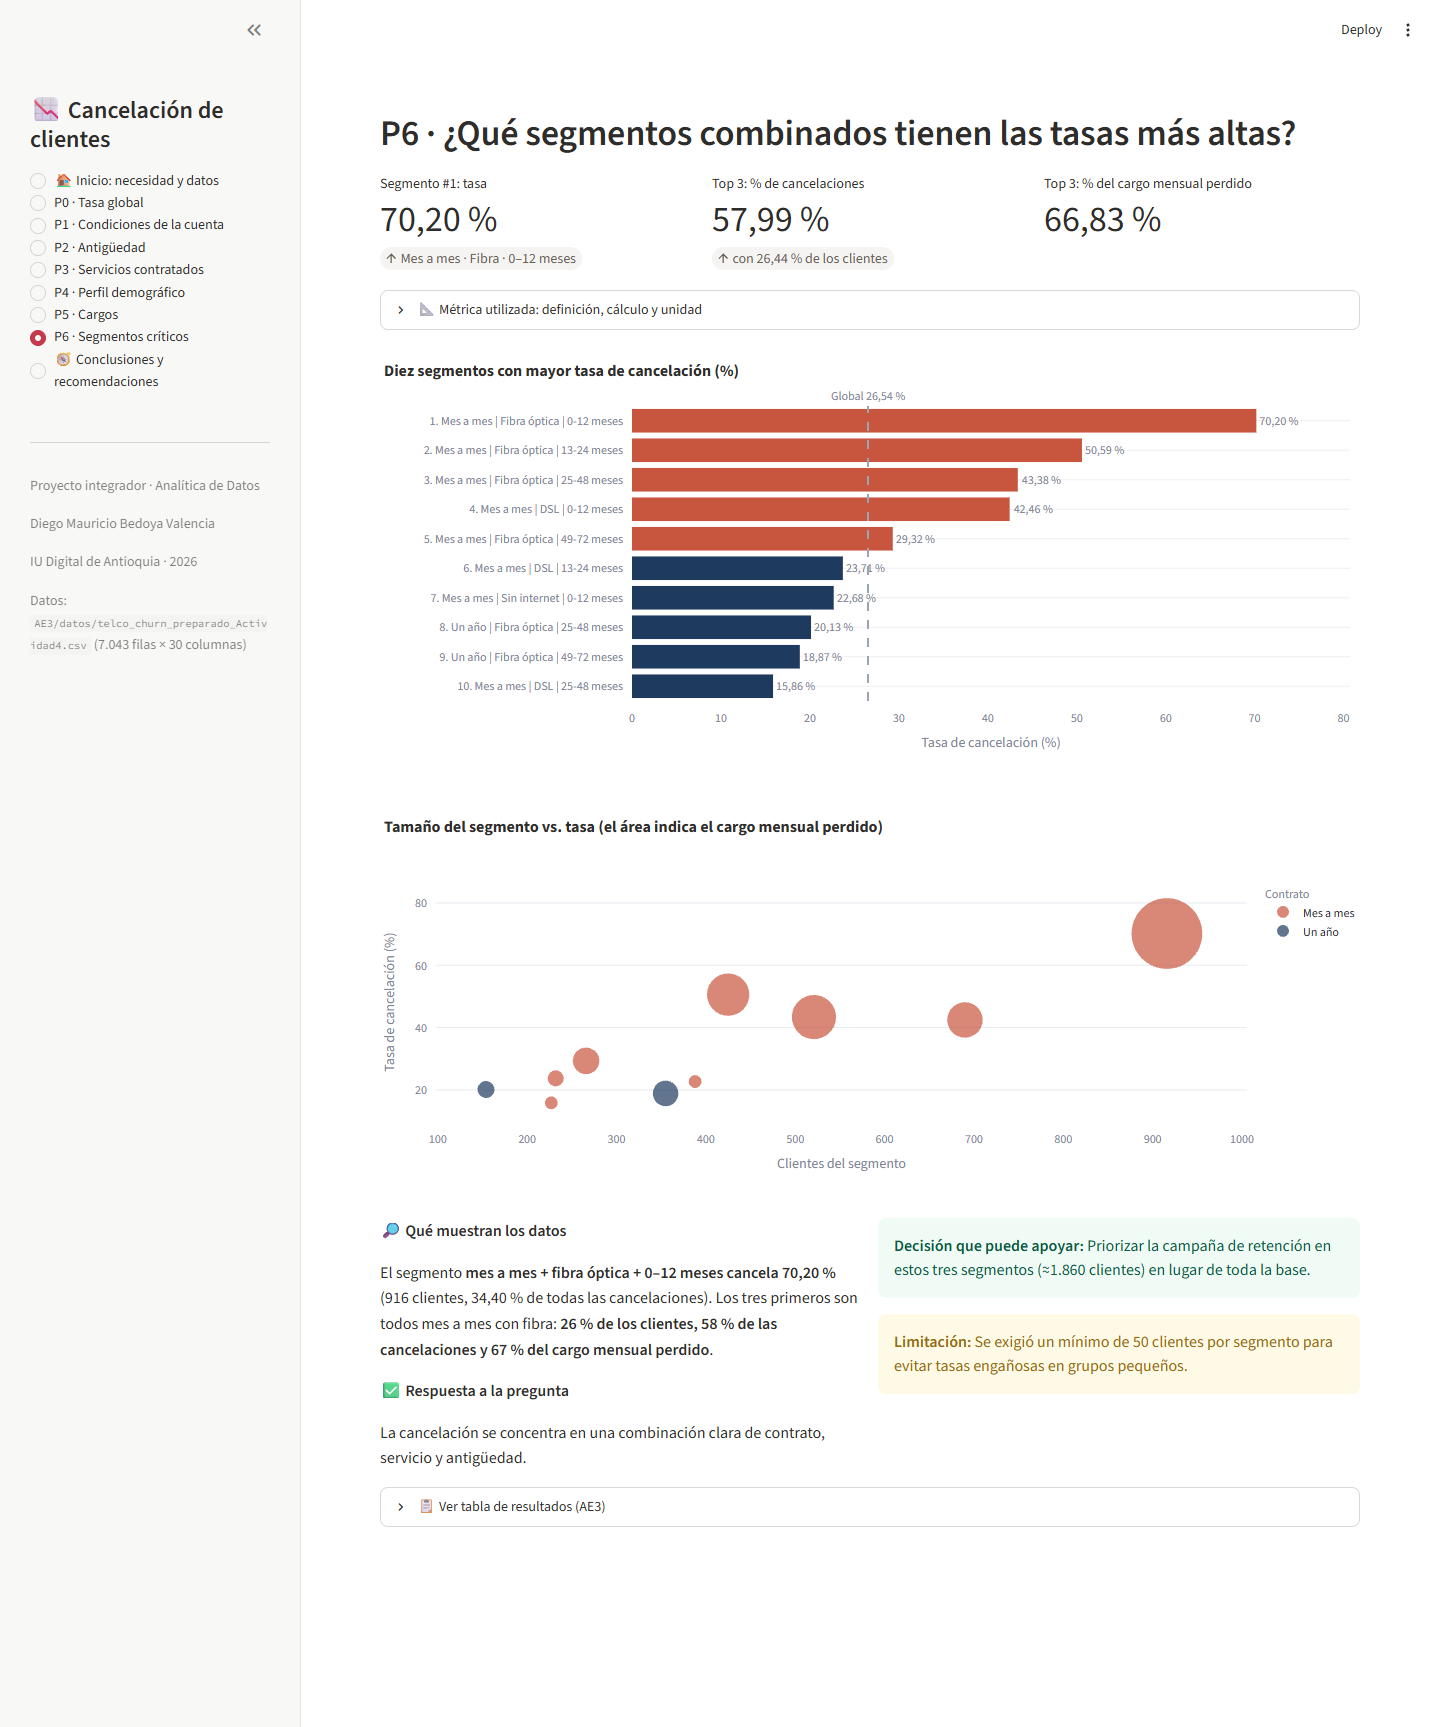 Deploy
📉 Cancelación de
clientes
🏠 Inicio: necesidad y datos
P0 · Tasa global
P1 · Condiciones de la cuenta
P2 · Antigüedad
P3 · Servicios contratados
P4 · Perfil demográfico
P5 · Cargos
P6 · Segmentos críticos
🧭 Conclusiones y
recomendaciones
Proyecto integrador · Analítica de Datos
Diego Mauricio Bedoya Valencia
IU Digital de Antioquia · 2026
Datos:
AE3/datos/telco_churn_preparado_Activ
idad4.csv (7.043 filas × 30 columnas)
P6 · ¿Qué segmentos combinados tienen las tasas más altas?
Segmento #1: tasa
70,20 %
↑ Mes a mes · Fibra · 0–12 meses
Top 3: % de cancelaciones
57,99 %
↑ con 26,44 % de los clientes
Top 3: % del cargo mensual perdido
66,83 %
📐 Métrica utilizada: definición, cálculo y unidad
Diez segmentos con mayor tasa de cancelación (%)
Global 26,54 %
1. Mes a mes | Fibra óptica | 0-12 meses 70,20 %
2. Mes a mes | Fibra óptica | 13-24 meses 50,59 %
3. Mes a mes | Fibra óptica | 25-48 meses 43,38 %
4. Mes a mes | DSL | 0-12 meses 42,46 %
5. Mes a mes | Fibra óptica | 49-72 meses 29,32 %
6. Mes a mes | DSL | 13-24 meses 23,71 %
7. Mes a mes | Sin internet | 0-12 meses 22,68 %
8. Un año | Fibra óptica | 25-48 meses 20,13 %
9. Un año | Fibra óptica | 49-72 meses 18,87 %
10. Mes a mes | DSL | 25-48 meses 15,86 %
0 10 20 30 40 50 60 70 80
Tasa de cancelación (%)
Tamaño del segmento vs. tasa (el área indica el cargo mensual perdido)
Contrato
Mes a mes
Un año
Tasa de cancelación (%)
80
60
40
20
100 200 300 400 500 600 700 800 900 1000
Clientes del segmento
🔎 Qué muestran los datos
El segmento mes a mes + fibra óptica + 0–12 meses cancela 70,20 %
(916 clientes, 34,40 % de todas las cancelaciones). Los tres primeros son
todos mes a mes con fibra: 26 % de los clientes, 58 % de las
cancelaciones y 67 % del cargo mensual perdido.
✅ Respuesta a la pregunta
La cancelación se concentra en una combinación clara de contrato,
servicio y antigüedad.
Decisión que puede apoyar: Priorizar la campaña de retención en
estos tres segmentos (≈1.860 clientes) en lugar de toda la base.
Limitación: Se exigió un mínimo de 50 clientes por segmento para
evitar tasas engañosas en grupos pequeños.
📋 Ver tabla de resultados (AE3)